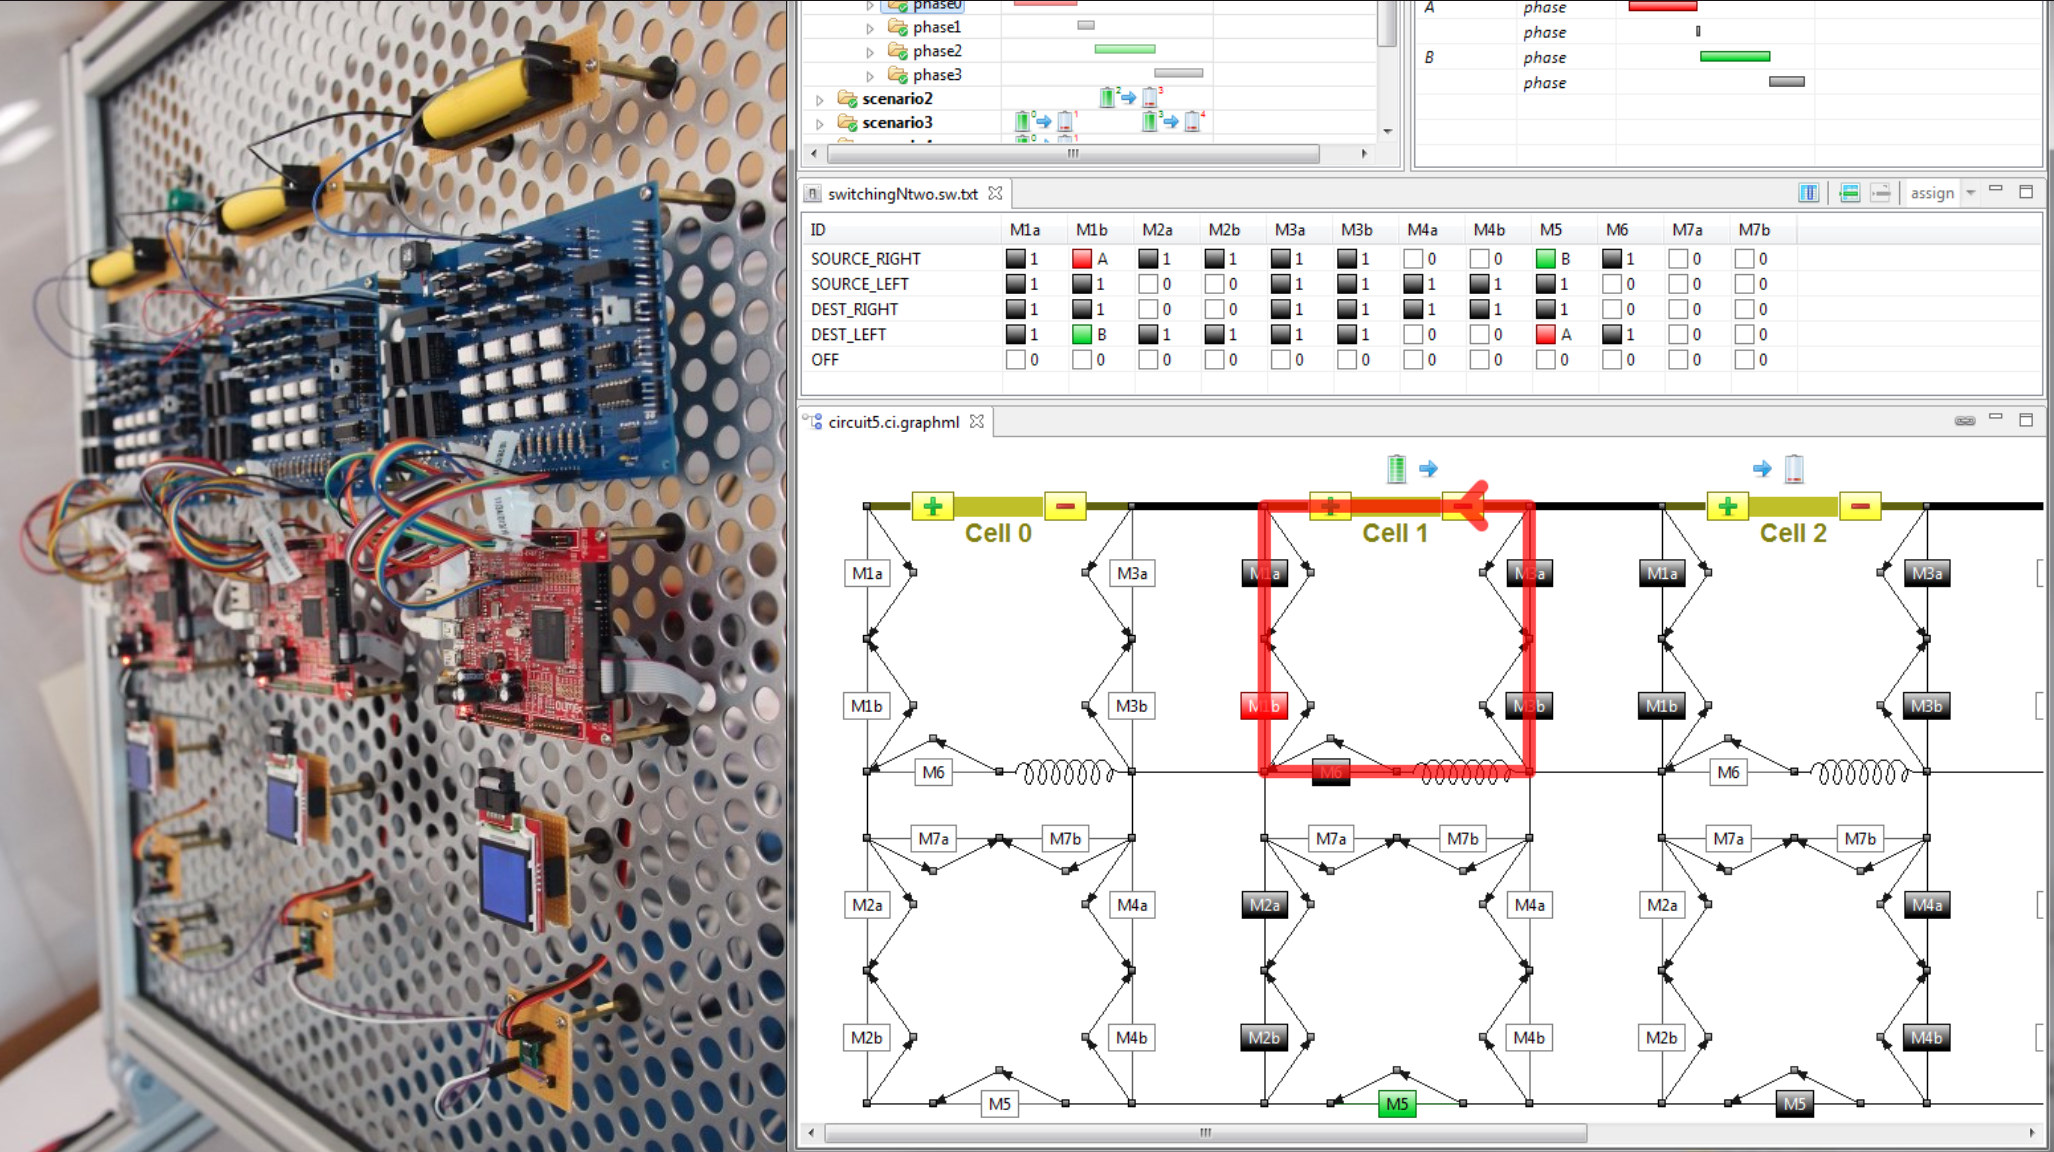 phase0
phase1
phase2
phase3
scenario2
scenario3
A phase
phase
B phase
phase
switchingNtwo.sw.txt
assign
ID M1a M1b M2a M2b M3a M3b M4a M4b M5 M6 M7a M7b
SOURCE_RIGHT 1 A 1 1 1 1 0 0 B 1 0 0
SOURCE_LEFT 1 1 0 0 1 1 1 1 1 0 0 0
DEST_RIGHT 1 1 0 0 1 1 1 1 1 0 0 0
DEST_LEFT 1 B 1 1 1 1 0 0 A 1 0 0
OFF 0 0 0 0 0 0 0 0 0 0 0 0
circuit5.ci.graphml
Cell 0 Cell 1 Cell 2
M1a M3a M1a M3a M1a M3a
M1b M3b M1b M3b M1b M3b
M6 M6 M6
M7a M7b M7a M7b M7a M7b
M2a M4a M2a M4a M2a M4a
M2b M4b M2b M4b M2b M4b
M5 M5 M5